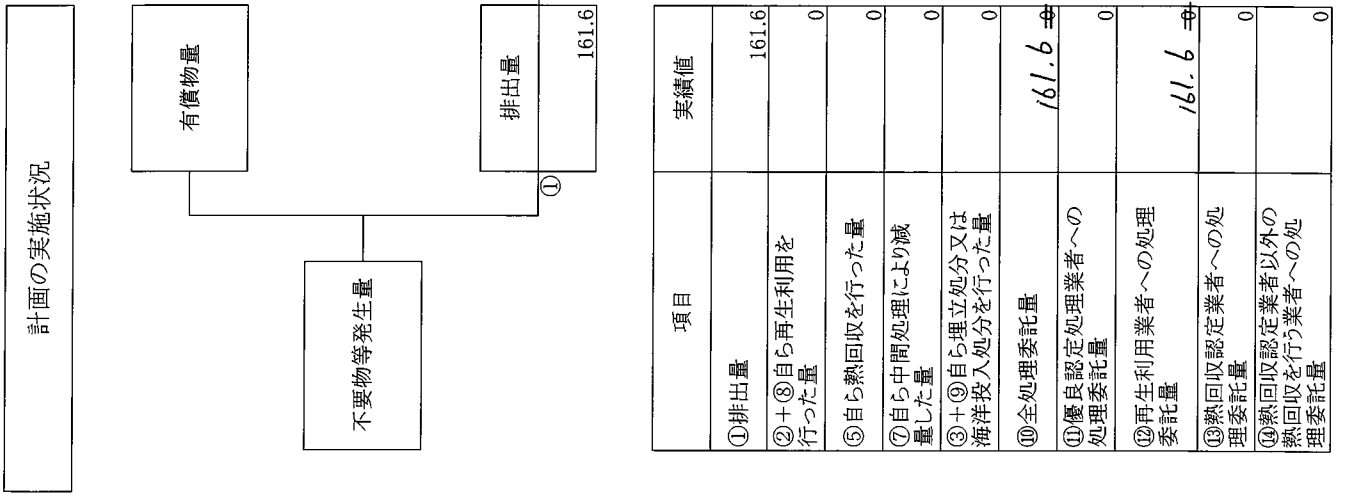 計画の実施状況
有償物量
不要物等発生量
排出量
①
161.6
項目
実績値
①排出量
161.6
②+⑧自ら再生利用を
行った量
0
⑤自ら熱回収を行った量
0
⑦自ら中間処理により減
量した量
0
③+⑨自ら埋立処分又は
海洋投入処分を行った量
0
⑩全処理委託量
161.6 0
⑪優良認定処理業者への
処理委託量
0
⑫再生利用業者への処理
委託量
161.6 0
⑬熱回収認定業者への処
理委託量
0
⑭熱回収認定業者以外の
熱回収を行う業者への処
理委託量
0